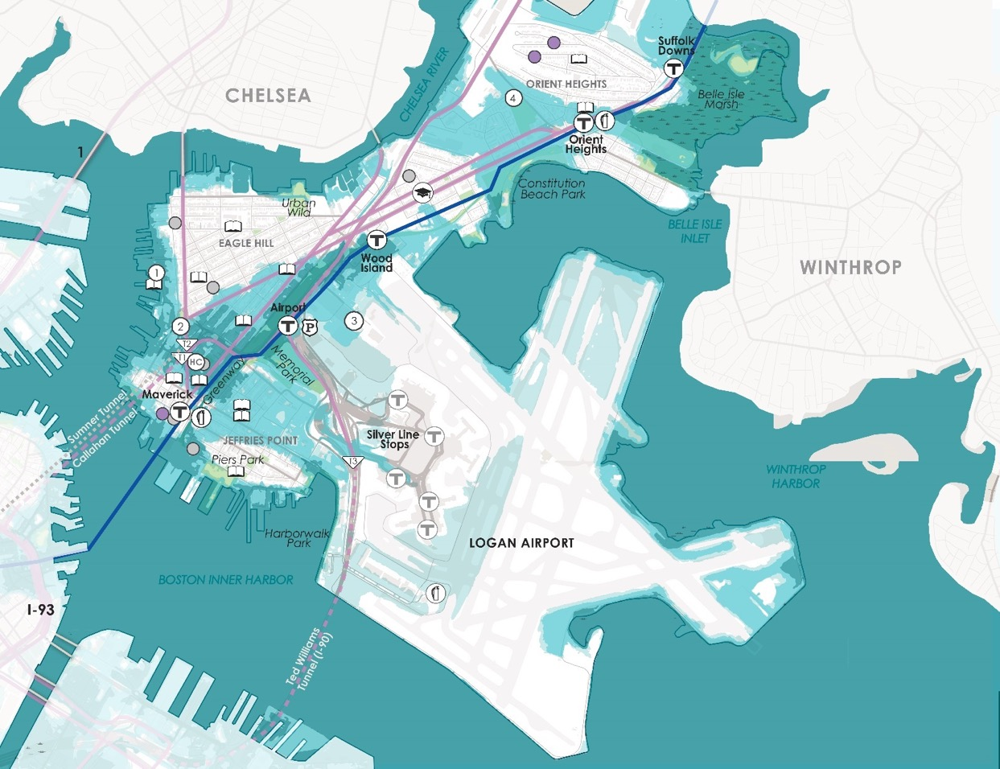 Suffolk
Downs
T
CHELSEA RIVER
ORIENT HEIGHTS
CHELSEA
4
Belle isle
Marsh
T
Orient
Heights
1
Constitution
Beach Park
Urban
Wild
BELLE ISLE
INLET
EAGLE HILL
T
Wood
Island
WINTHROP
1
Airport
T
P
3
2
T2
T1
HC
Memorial
Park
Greenway
Maverick
T
Sumner Tunnel
Callahan Tunnel
T
Silver Line
Stops
T
JEFFRIES POINT
Piers Park
T3
T
WINTHROP
HARBOR
T
T
Harborwalk
Park
LOGAN AIRPORT
BOSTON INNER HARBOR
I-93
Ted Williams
Tunnel (I-90)